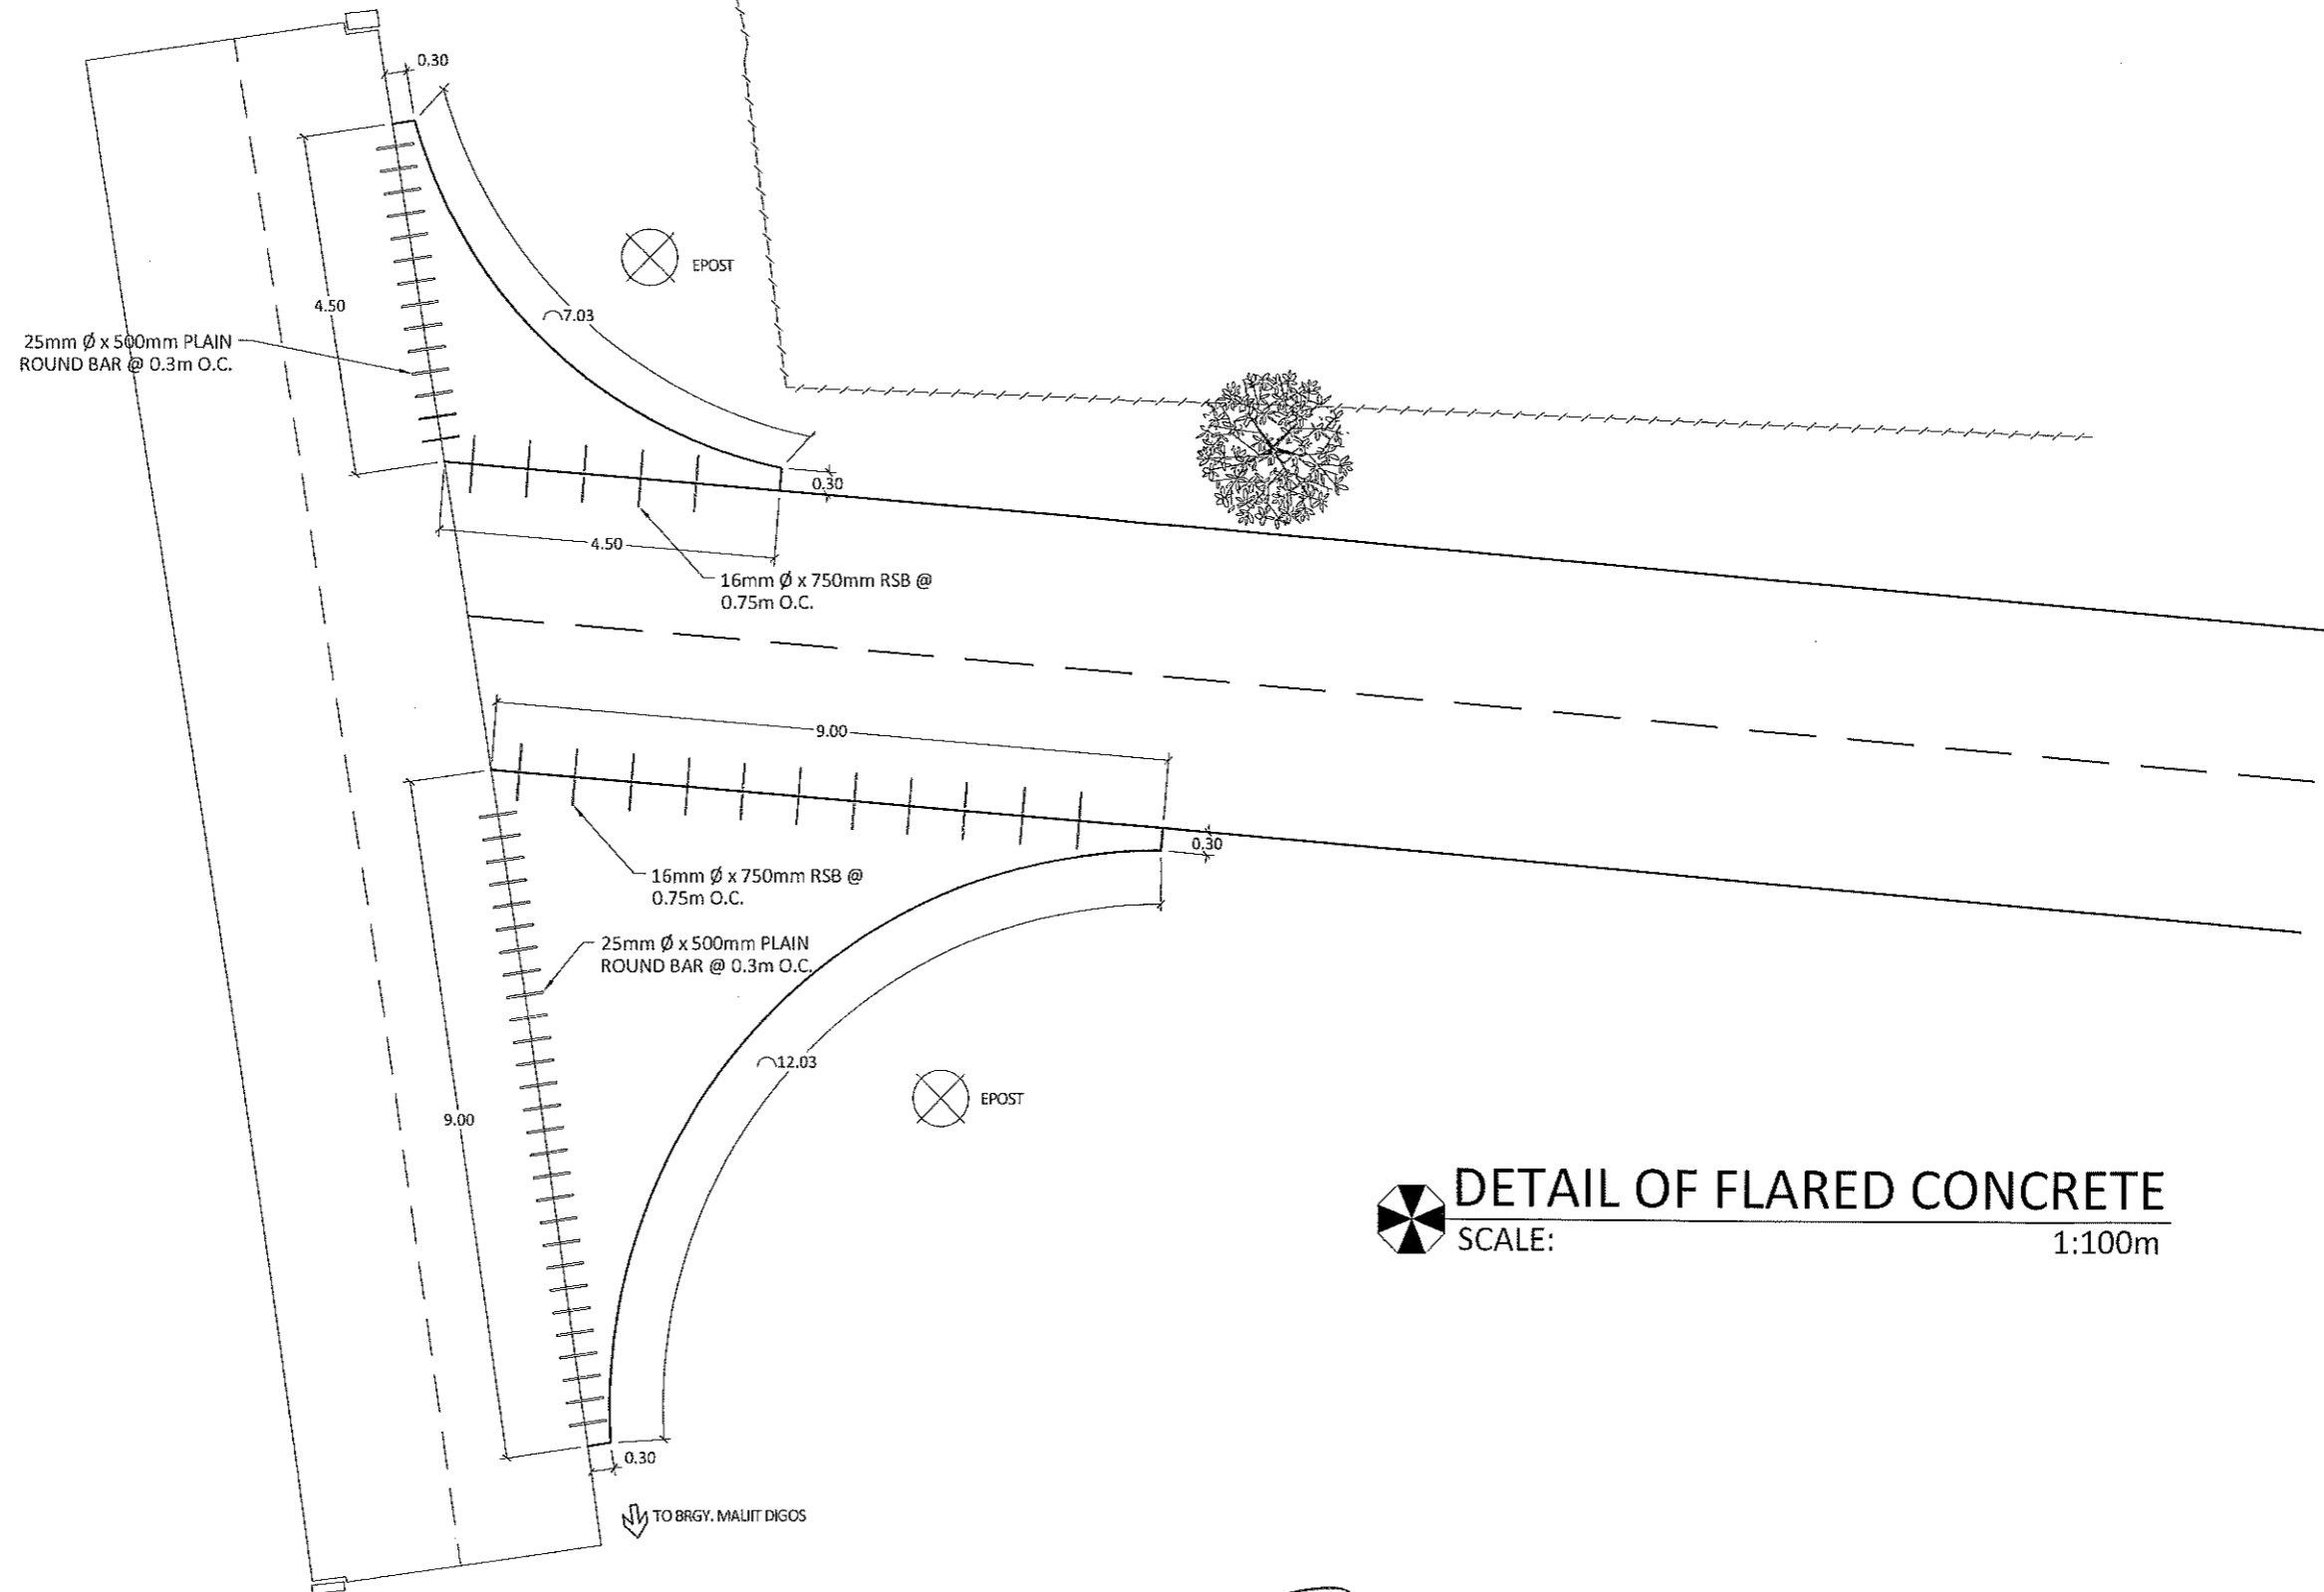 0.30
4.50
EPOST
⌒7.03
25mm Ø x 500mm PLAIN
ROUND BAR @ 0.3m O.C.
0.30
4.50
16mm Ø x 750mm RSB @
0.75m O.C.
9.00
0.30
16mm Ø x 750mm RSB @
0.75m O.C.
25mm Ø x 500mm PLAIN
ROUND BAR @ 0.3m O.C.
⌒12.03
EPOST
9.00
DETAIL OF FLARED CONCRETE
SCALE: 1:100m
0.30
TO BRGY. MALIIT DIGOS